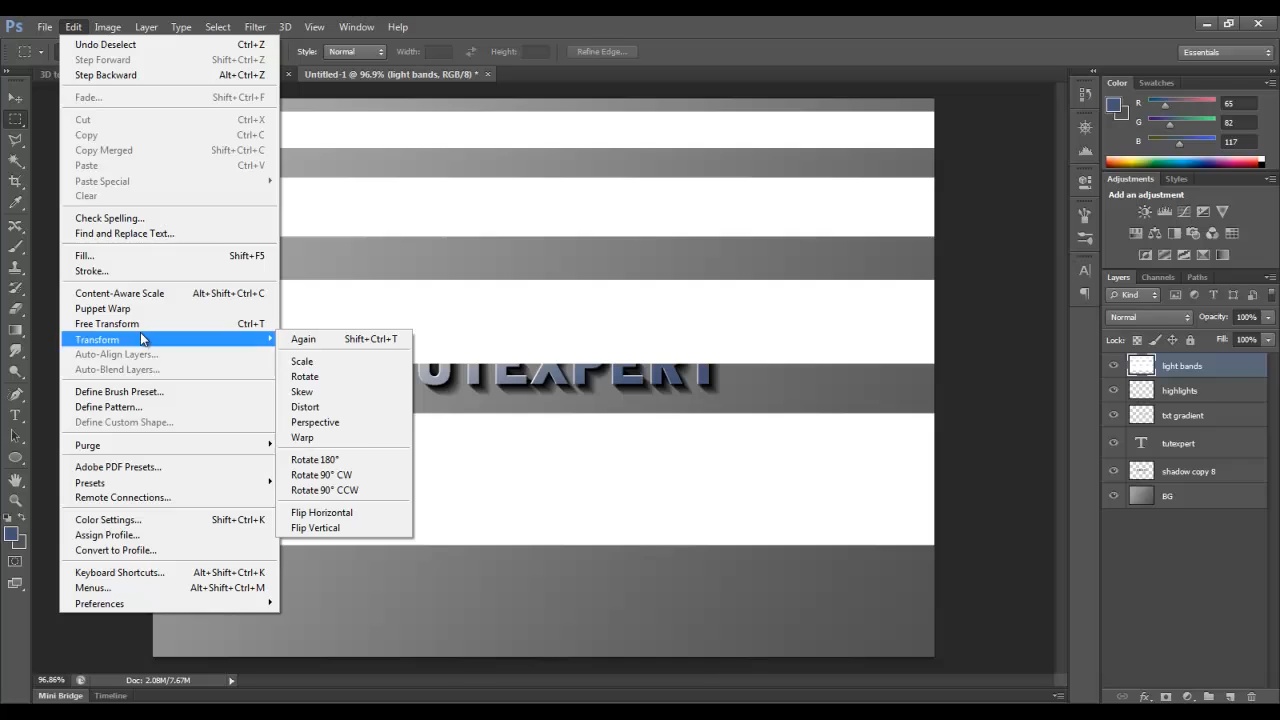 Ps File Edit Image Layer Type Select Filter 3D View Window Help
Style: Normal Width: Height: Refine Edge... Essentials
3D t Untitled-1 @ 96.9% (light bands, RGB/8) *
Undo Deselect Ctrl+Z
Step Forward Shift+Ctrl+Z
Step Backward Alt+Ctrl+Z
Fade... Shift+Ctrl+F
Cut Ctrl+X
Copy Ctrl+C
Copy Merged Shift+Ctrl+C
Paste Ctrl+V
Paste Special
Clear
Check Spelling...
Find and Replace Text...
Fill... Shift+F5
Stroke...
Content-Aware Scale Alt+Shift+Ctrl+C
Puppet Warp
Free Transform Ctrl+T
Transform
Auto-Align Layers...
Auto-Blend Layers...
Define Brush Preset...
Define Pattern...
Define Custom Shape...
Purge
Adobe PDF Presets...
Presets
Remote Connections...
Color Settings... Shift+Ctrl+K
Assign Profile...
Convert to Profile...
Keyboard Shortcuts... Alt+Shift+Ctrl+K
Menus... Alt+Shift+Ctrl+M
Preferences
Again Shift+Ctrl+T
Scale
Rotate
Skew
Distort
Perspective
Warp
Rotate 180°
Rotate 90° CW
Rotate 90° CCW
Flip Horizontal
Flip Vertical
UTEXPERT
Color Swatches
R 65
G 82
B 117
Adjustments Styles
Add an adjustment
Layers Channels Paths
Kind
Normal Opacity: 100%
Lock: Fill: 100%
light bands
highlights
txt gradient
T tutexpert
shadow copy 8
BG
96.86% Doc: 2.08M/7.67M
Mini Bridge Timeline